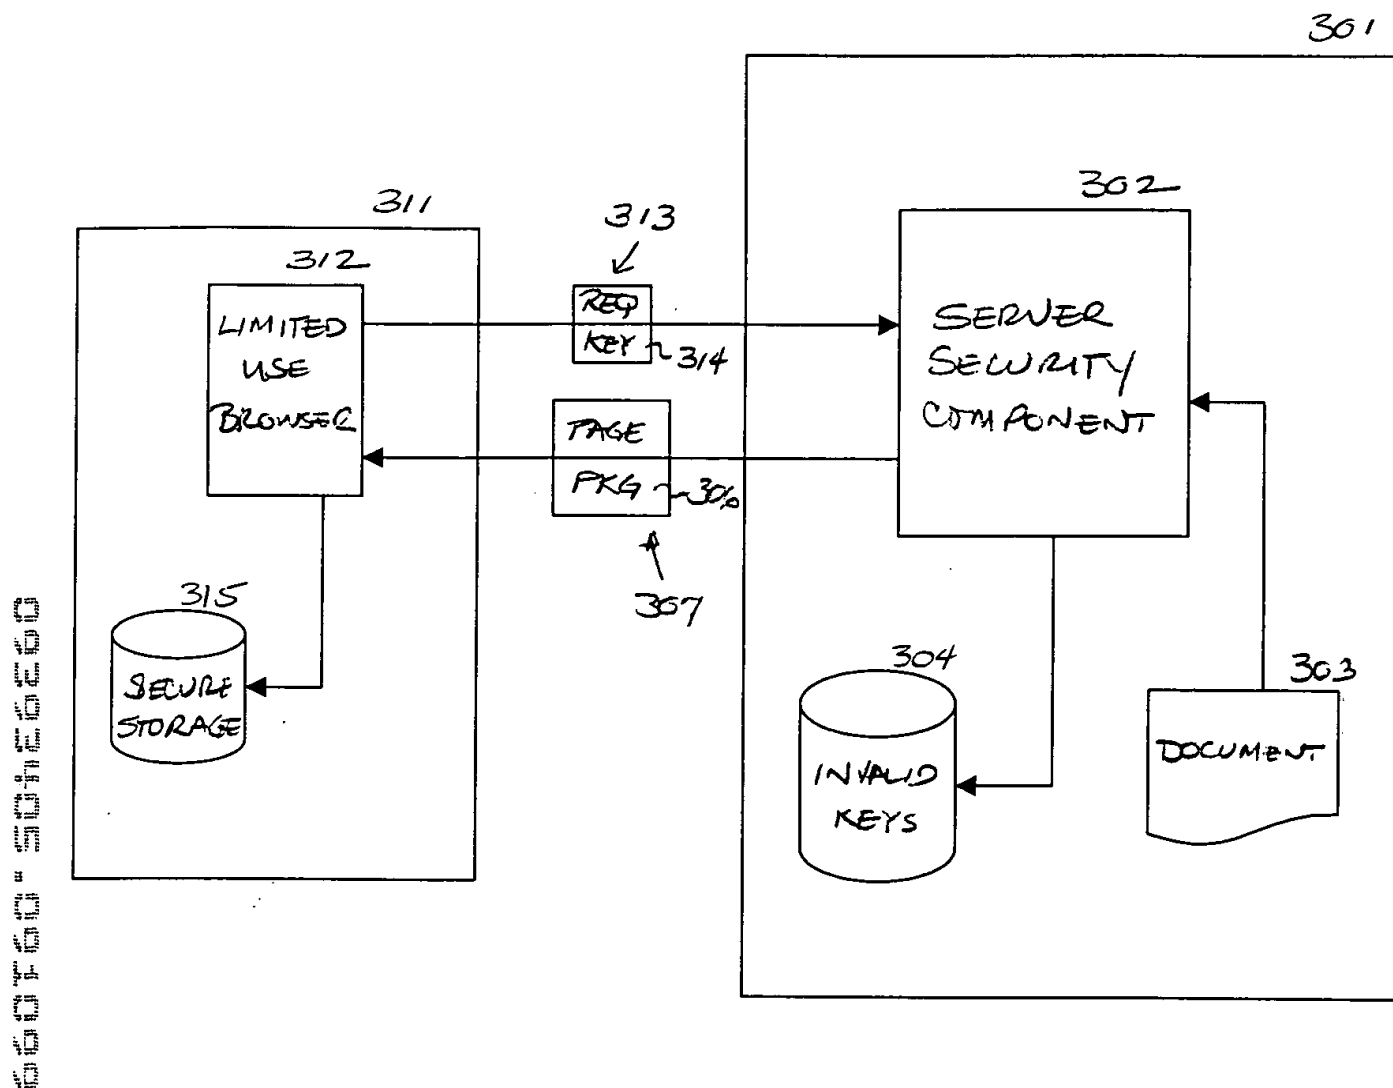 301
302
311
313
312
REQ
KEY
314
LIMITED
USE
BROWSER
SERVER
SECURITY
COMPONENT
PAGE
PKG
306
307
315
SECURE
STORAGE
304
INVALID
KEYS
303
DOCUMENT